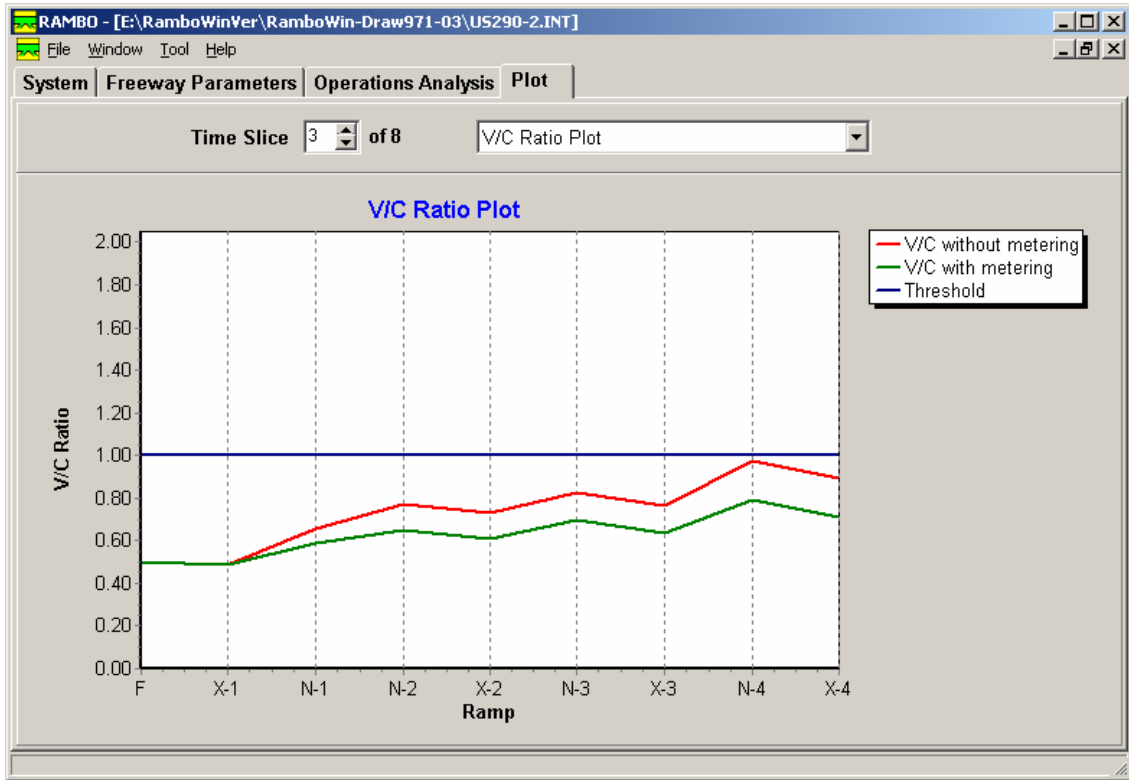 RAMBO - [E:\RamboWinVer\RamboWin-Draw971-03\US290-2.INT]
File Window Tool Help
System Freeway Parameters Operations Analysis Plot
Time Slice 3 of 8 V/C Ratio Plot
V/C Ratio Plot
V/C without metering
V/C with metering
Threshold
V/C Ratio
2.00
1.80
1.60
1.40
1.20
1.00
0.80
0.60
0.40
0.20
0.00
F X-1 N-1 N-2 X-2 N-3 X-3 N-4 X-4
Ramp